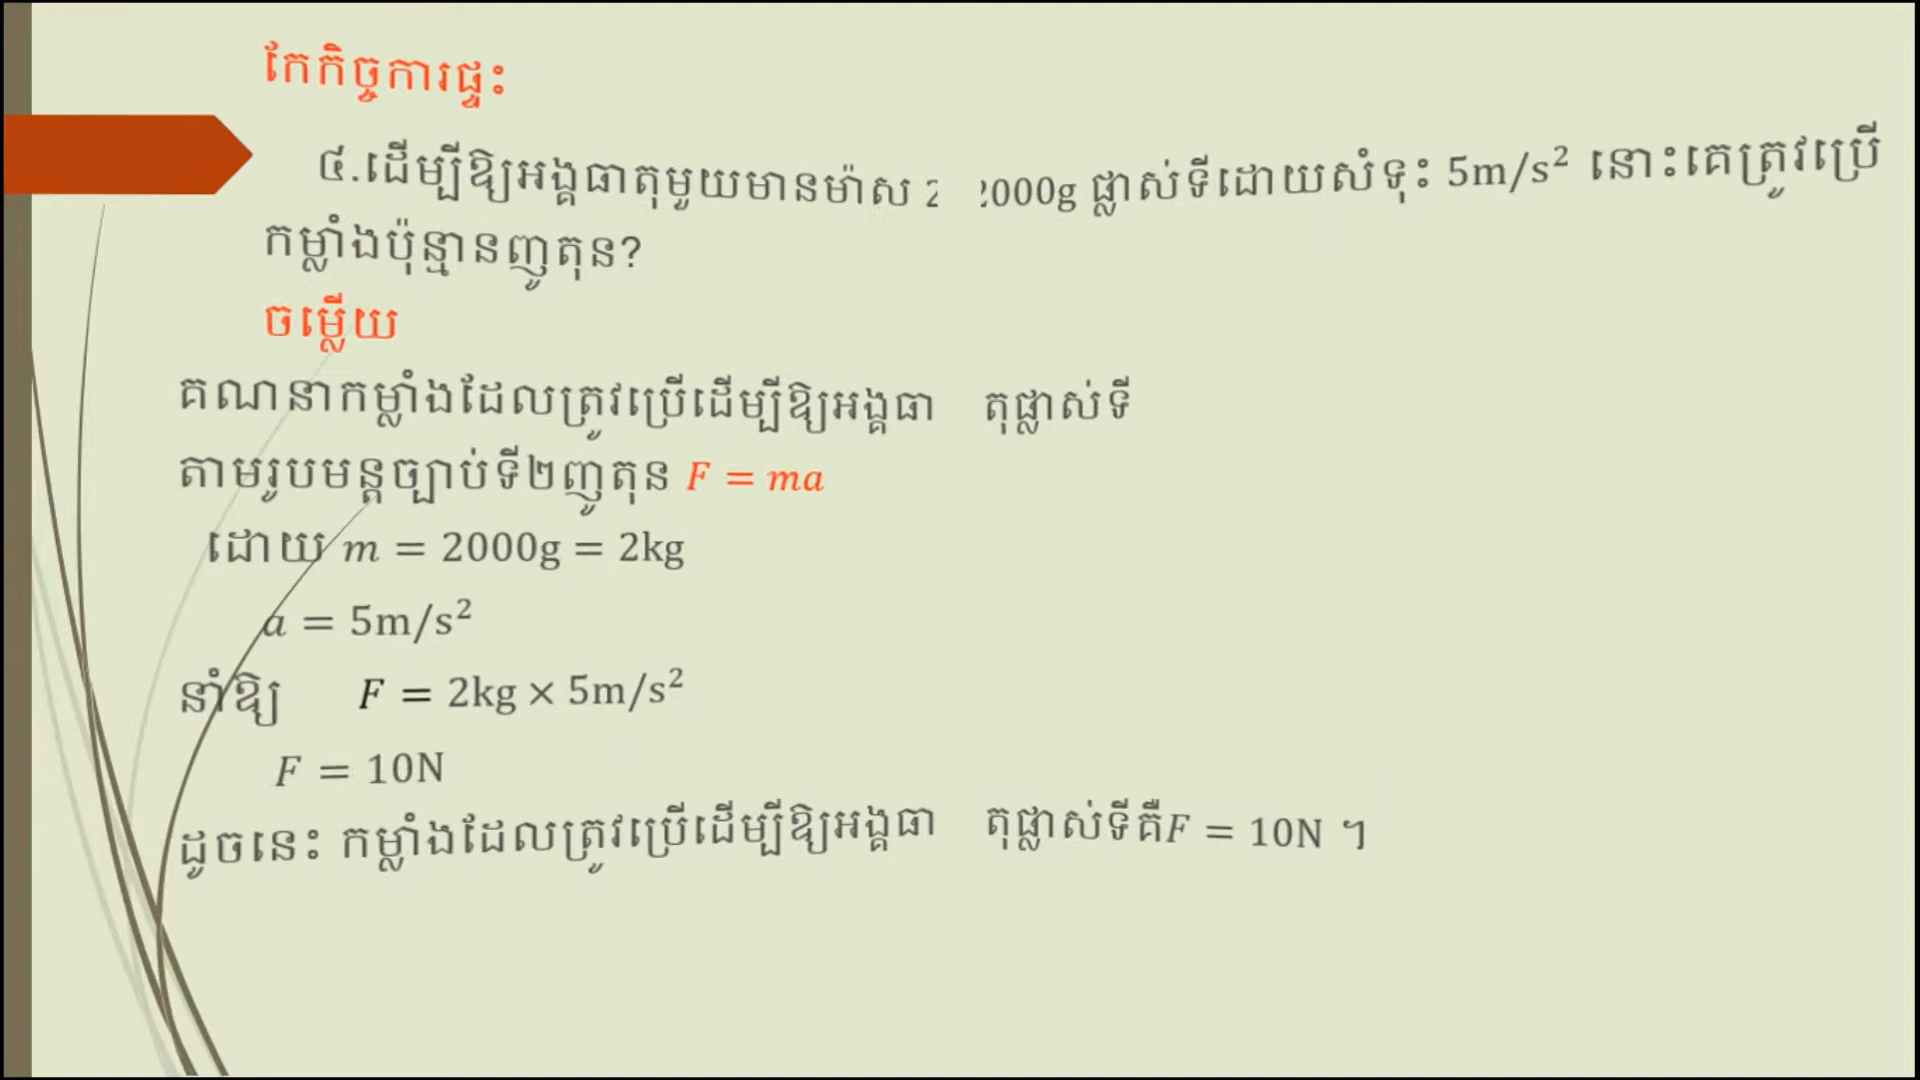 កែកិច្ចការផ្ទះ
៤.ដើម្បីឱ្យអង្គធាតុមួយមានម៉ាស 2000g ផ្លាស់ទីដោយសំទុះ 5m/s² នោះគេត្រូវប្រើ
កម្លាំងប៉ុន្មានញូតុន?
ចម្លើយ
គណនាកម្លាំងដែលត្រូវប្រើដើម្បីឱ្យអង្គធាតុផ្លាស់ទី
តាមរូបមន្តច្បាប់ទី២ញូតុន F = ma
ដោយ m = 2000g = 2kg
a = 5m/s²
នាំឱ្យ F = 2kg × 5m/s²
F = 10N
ដូចនេះ កម្លាំងដែលត្រូវប្រើដើម្បីឱ្យអង្គធាតុផ្លាស់ទីគឺF = 10N ។